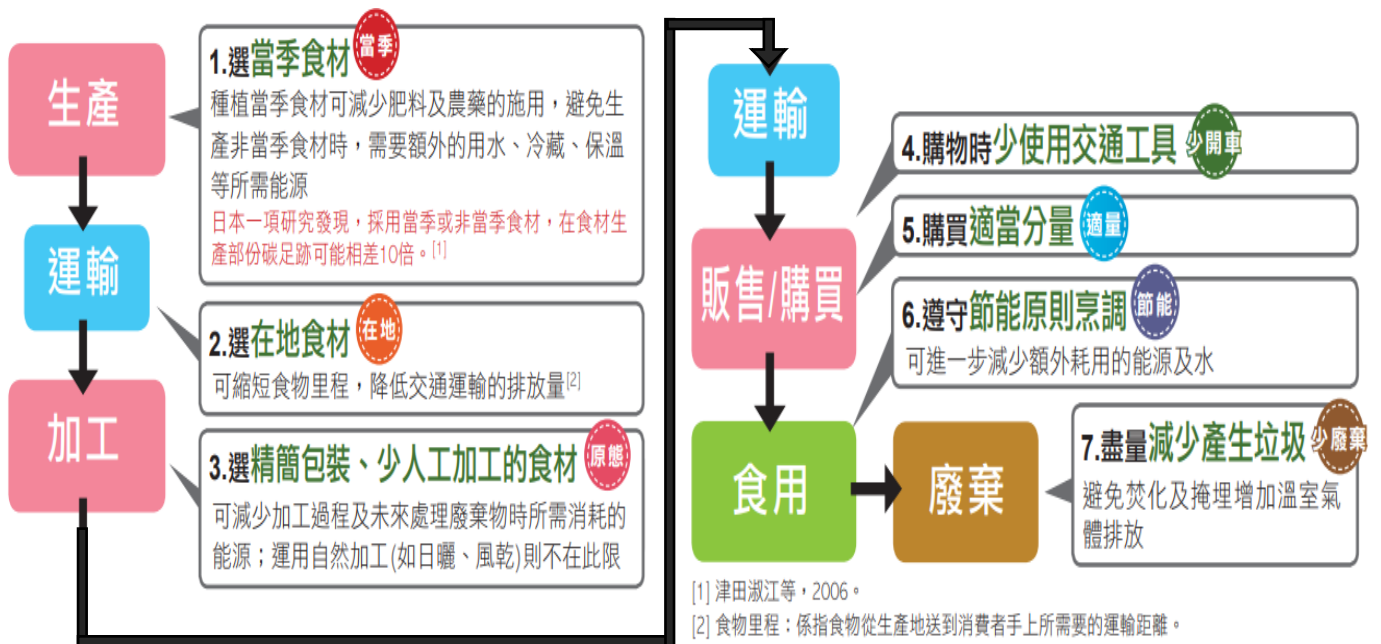 生產
1.選當季食材 當季
種植當季食材可減少肥料及農藥的施用，避免生
產非當季食材時，需要額外的用水、冷藏、保溫
等所需能源
日本一項研究發現，採用當季或非當季食材，在食材生
產部份碳足跡可能相差10倍。[1]
運輸
2.選在地食材 在地
可縮短食物里程，降低交通運輸的排放量[2]
加工
3.選精簡包裝、少人工加工的食材 原態
可減少加工過程及未來處理廢棄物時所需消耗的
能源；運用自然加工(如日曬、風乾)則不在此限
運輸
4.購物時少使用交通工具 少開車
販售/購買
5.購買適當分量 適量
6.遵守節能原則烹調 節能
可進一步減少額外耗用的能源及水
食用
廢棄
7.盡量減少產生垃圾 少廢棄
避免焚化及掩埋增加溫室氣
體排放
[1] 津田淑江等，2006。
[2] 食物里程：係指食物從生產地送到消費者手上所需要的運輸距離。